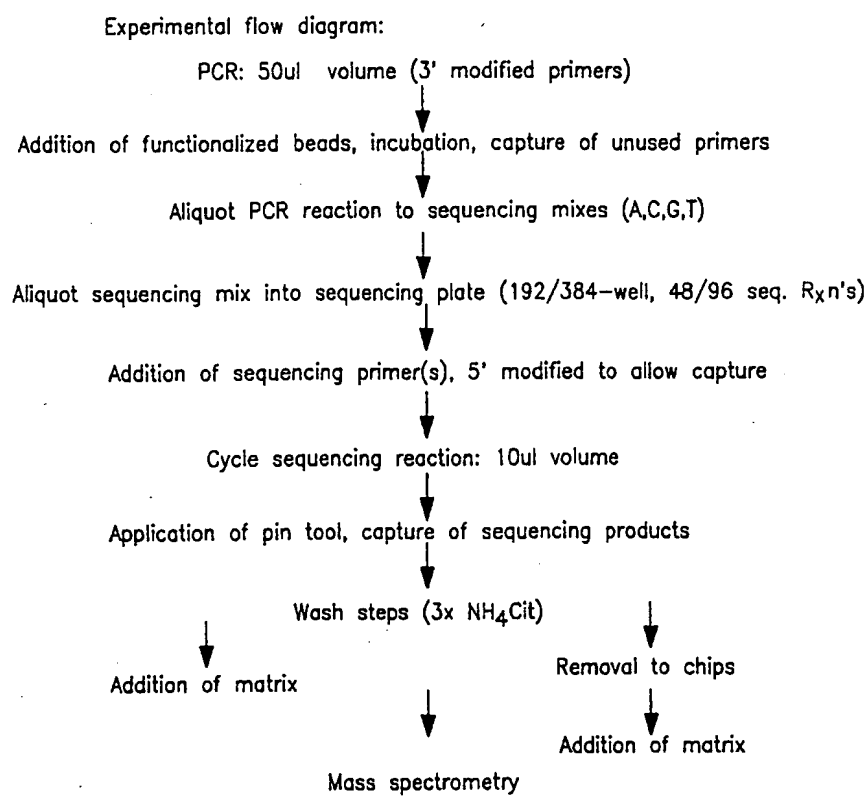 Experimental flow diagram:
PCR: 50ul volume (3' modified primers)
Addition of functionalized beads, incubation, capture of unused primers
Aliquot PCR reaction to sequencing mixes (A,C,G,T)
Aliquot sequencing mix into sequencing plate (192/384-well, 48/96 seq. RXn's)
Addition of sequencing primer(s), 5' modified to allow capture
Cycle sequencing reaction: 10ul volume
Application of pin tool, capture of sequencing products
Wash steps (3x NH4Cit)
Removal to chips
Addition of matrix
Addition of matrix
Mass spectrometry